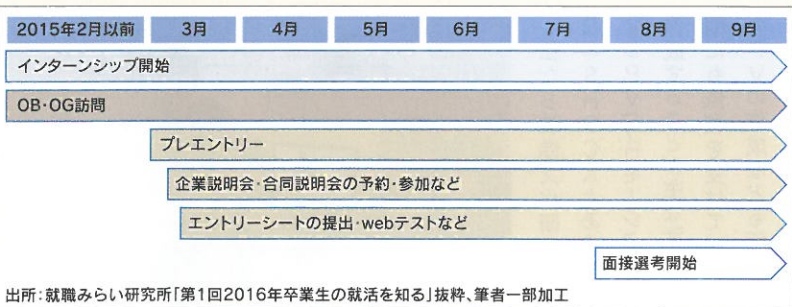 2015年2月以前 3月 4月 5月 6月 7月 8月 9月
インターンシップ開始
OB・OG訪問
プレエントリー
企業説明会・合同説明会の予約・参加など
エントリーシートの提出・webテストなど
面接選考開始
出所：就職みらい研究所「第1回2016年卒業生の就活を知る」抜粋、筆者一部加工